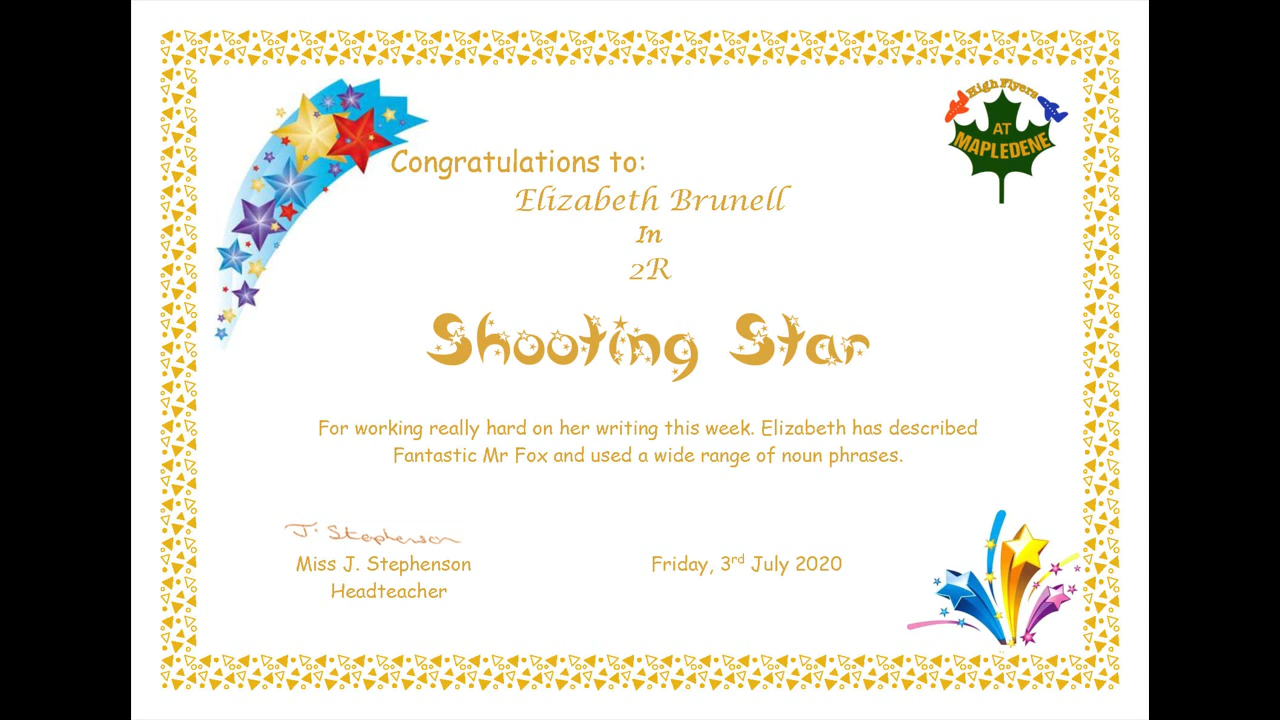 High Flyers
AT
MAPLEDENE
Congratulations to:
Elizabeth Brunell
In
2R
Shooting Star
For working really hard on her writing this week. Elizabeth has described
Fantastic Mr Fox and used a wide range of noun phrases.
J. Stephenson
Miss J. Stephenson
Friday, 3rd July 2020
Headteacher